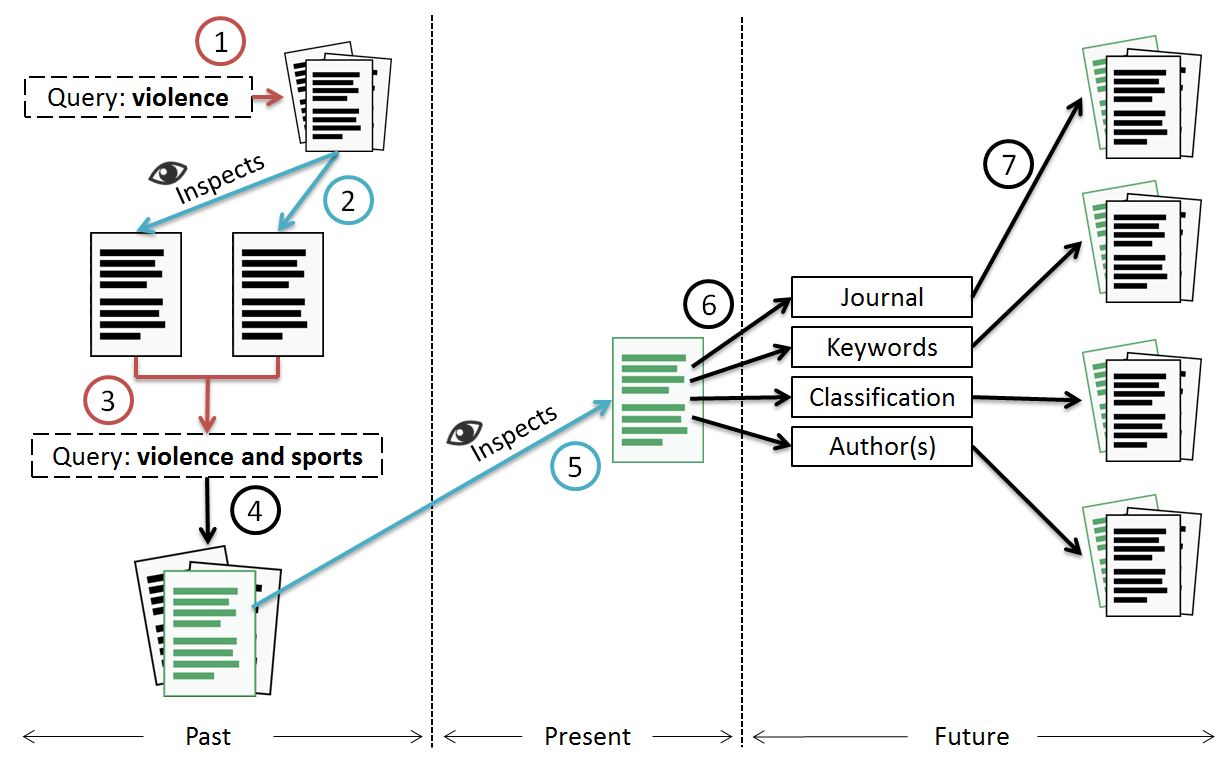 1
Query: violence
Inspects
2
3
Query: violence and sports
4
Inspects
5
6
Journal
Keywords
Classification
Author(s)
7
Past
Present
Future